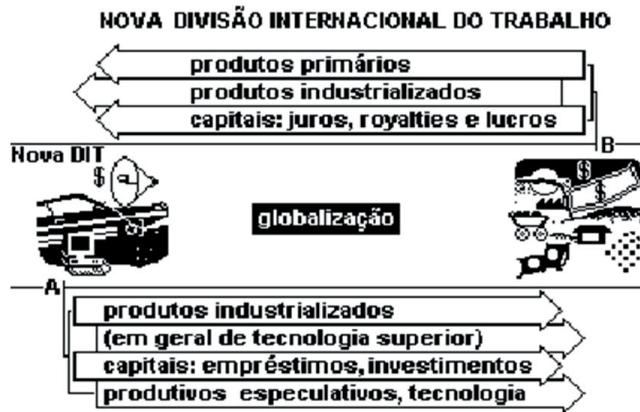 NOVA DIVISÃO INTERNACIONAL DO TRABALHO
produtos primários
produtos industrializados
capitais: juros, royalties e lucros
B
Nova DIT
$
$
$
globalização
A
produtos industrializados
(em geral de tecnologia superior)
capitais: empréstimos, investimentos
produtivos especulativos, tecnologia